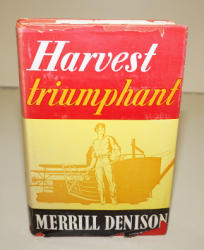 Harvest
triumphant
MERRILL DENISON